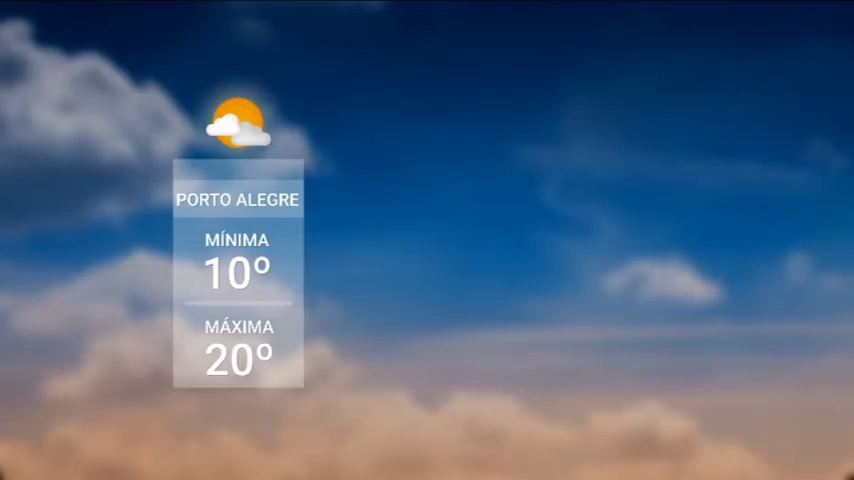 PORTO ALEGRE
MÍNIMA
10º
MÁXIMA
20º